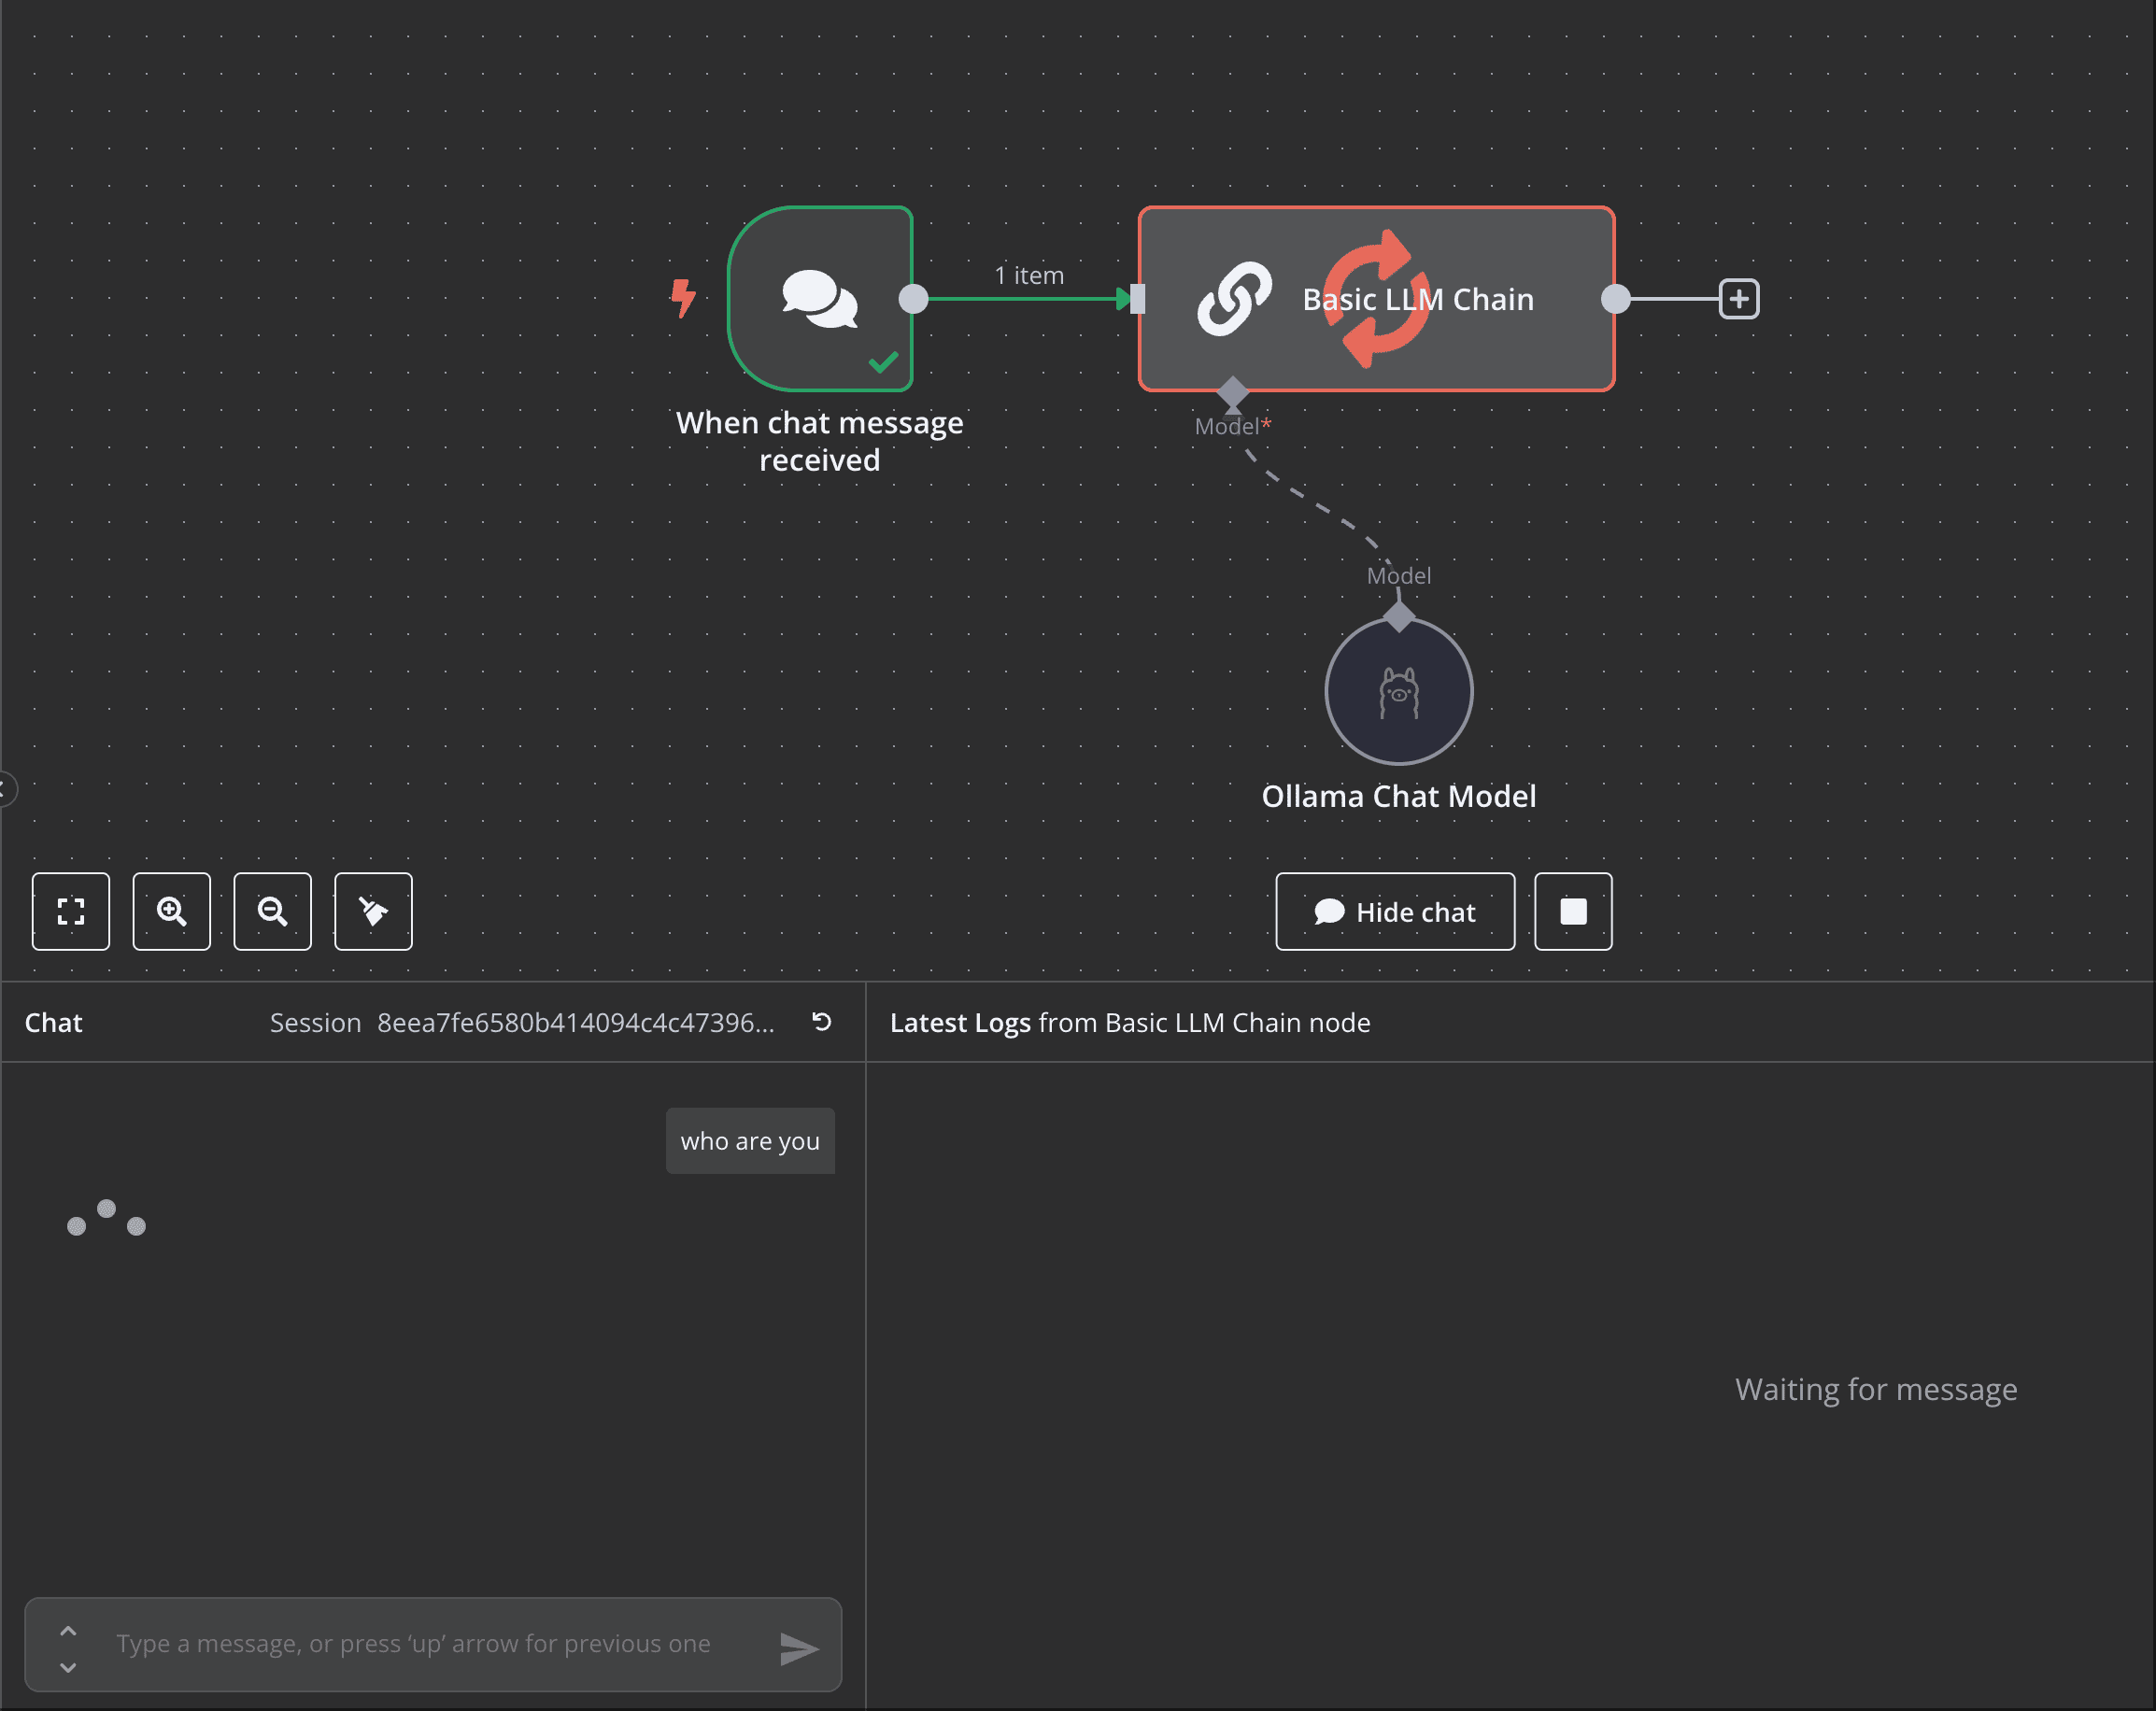 1 item
Basic LLM Chain
When chat message
received
Model*
Model
Ollama Chat Model
Hide chat
Chat
Session 8eea7fe6580b414094c4c47396...
Latest Logs from Basic LLM Chain node
who are you
Waiting for message
Type a message, or press ‘up’ arrow for previous one